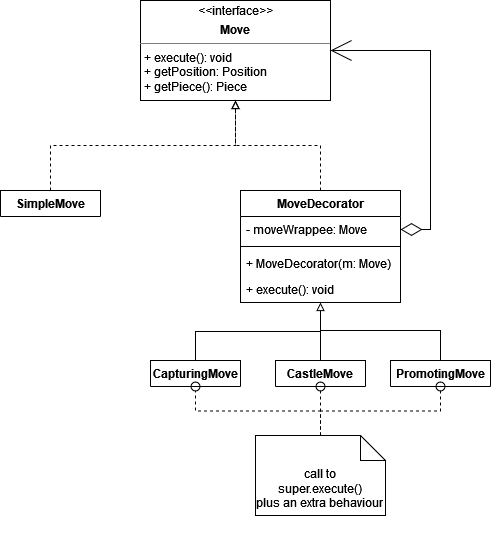 <<interface>>
Move
+ execute(): void
+ getPosition: Position
+ getPiece(): Piece
SimpleMove
MoveDecorator
- moveWrappee: Move
+ MoveDecorator(m: Move)
+ execute(): void
CapturingMove
CastleMove
PromotingMove
call to
super.execute()
plus an extra behaviour